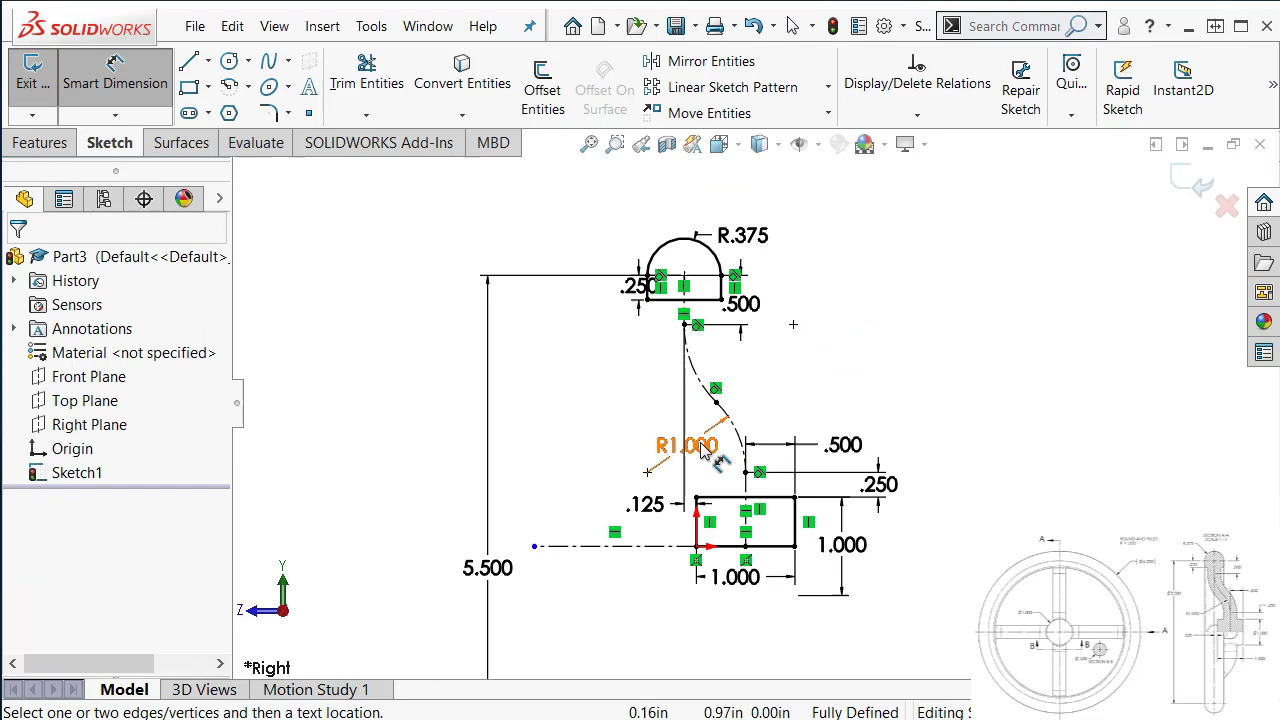 SOLIDWORKS
File Edit View Insert Tools Window Help
S...
Search Comma
Exit ...
Smart Dimension
Trim Entities
Convert Entities
Offset Entities
Offset On Surface
Mirror Entities
Linear Sketch Pattern
Move Entities
Display/Delete Relations
Repair Sketch
Qui...
Rapid Sketch
Instant2D
Features Sketch Surfaces Evaluate SOLIDWORKS Add-Ins MBD
Part3 (Default<<Default>_
History
Sensors
Annotations
Material <not specified>
Front Plane
Top Plane
Right Plane
Origin
Sketch1
R.375
.250
.500
R1.000
.500
.250
.125
1.000
1.000
5.500
Y
Z
*Right
A
A
B B
Model 3D Views Motion Study 1
Select one or two edges/vertices and then a text location.
0.16in 0.97in 0.00in Fully Defined Editing S